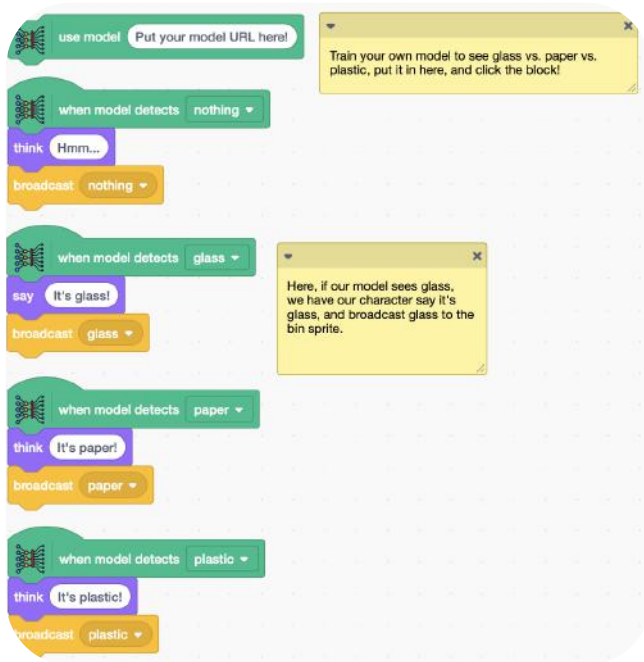 use model Put your model URL here!
Train your own model to see glass vs. paper vs.
plastic, put it in here, and click the block!
when model detects nothing
think Hmm...
broadcast nothing
when model detects glass
say It's glass!
broadcast glass
Here, if our model sees glass,
we have our character say it's
glass, and broadcast glass to the
bin sprite.
when model detects paper
think It's paper!
broadcast paper
when model detects plastic
think It's plastic!
broadcast plastic